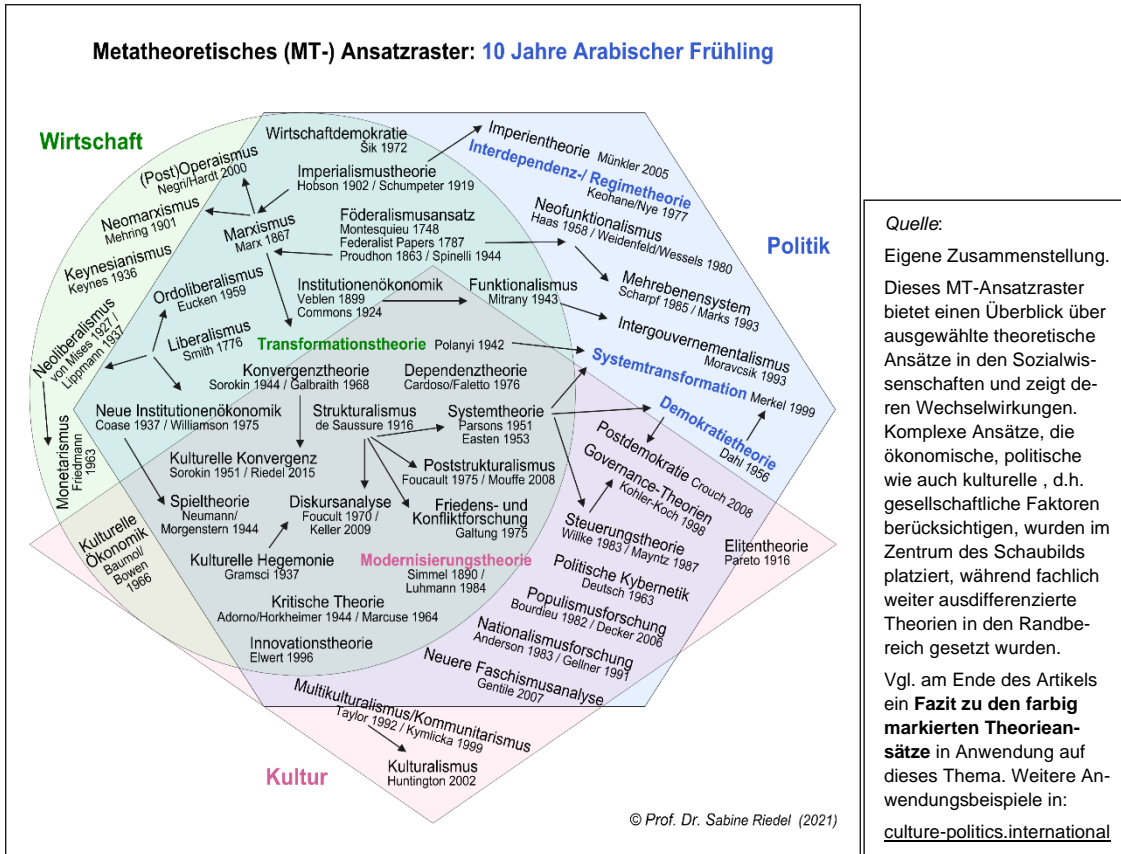 Metatheoretisches (MT-) Ansatzraster: 10 Jahre Arabischer Frühling
Wirtschaft
Politik
Kultur
Wirtschaftdemokratie
Šik 1972
Imperientheorie Münkler 2005
(Post)Operaismus
Negri/Hardt 2000
Imperialismustheorie
Hobson 1902 / Schumpeter 1919
Interdependenz-/ Regimetheorie
Keohane/Nye 1977
Neomarxismus
Mehring 1901
Marxismus
Marx 1867
Föderalismusansatz
Montesquieu 1748
Federalist Papers 1787
Proudhon 1863 / Spinelli 1944
Neofunktionalismus
Haas 1958 / Weidenfeld/Wessels 1980
Keynesianismus
Keynes 1936
Ordoliberalismus
Eucken 1959
Institutionenökonomik
Veblen 1899
Commons 1924
Funktionalismus
Mitrany 1943
Mehrebenensystem
Scharpf 1985 / Marks 1993
Neoliberalismus
von Mises 1927 /
Lippmann 1937
Liberalismus
Smith 1776
Transformationstheorie Polanyi 1942
Intergouvernementalismus
Moravcsik 1993
Konvergenztheorie
Sorokin 1944 / Galbraith 1968
Dependenztheorie
Cardoso/Faletto 1976
Systemtransformation Merkel 1999
Neue Institutionenökonomik
Coase 1937 / Williamson 1975
Strukturalismus
de Saussure 1916
Systemtheorie
Parsons 1951
Easten 1953
Demokratietheorie
Dahl 1956
Monetarismus
Friedmann
1963
Kulturelle Konvergenz
Sorokin 1951 / Riedel 2015
Poststrukturalismus
Foucault 1975 / Mouffe 2008
Postdemokratie Crouch 2008
Governance-Theorien
Kohler-Koch 1998
Spieltheorie
Neumann/
Morgenstern 1944
Diskursanalyse
Foucult 1970 /
Keller 2009
Friedens- und
Konfliktforschung
Galtung 1975
Steuerungstheorie
Willke 1983 / Mayntz 1987
Elitentheorie
Pareto 1916
Kulturelle
Ökonomik
Baumol/
Bowen
1966
Kulturelle Hegemonie
Gramsci 1937
Modernisierungstheorie
Simmel 1890 /
Luhmann 1984
Politische Kybernetik
Deutsch 1963
Kritische Theorie
Adorno/Horkheimer 1944 / Marcuse 1964
Populismusforschung
Bourdieu 1982 / Decker 2006
Innovationstheorie
Elwert 1996
Nationalismusforschung
Anderson 1983 / Gellner 1991
Neuere Faschismusanalyse
Gentile 2007
Multikulturalismus/Kommunitarismus
Taylor 1992 / Kymlicka 1999
Kulturalismus
Huntington 2002
© Prof. Dr. Sabine Riedel (2021)
Quelle:
Eigene Zusammenstellung.
Dieses MT-Ansatzraster
bietet einen Überblick über
ausgewählte theoretische
Ansätze in den Sozialwis-
senschaften und zeigt de-
ren Wechselwirkungen.
Komplexe Ansätze, die
ökonomische, politische
wie auch kulturelle , d.h.
gesellschaftliche Faktoren
berücksichtigen, wurden im
Zentrum des Schaubilds
platziert, während fachlich
weiter ausdifferenzierte
Theorien in den Randbe-
reich gesetzt wurden.
Vgl. am Ende des Artikels
ein Fazit zu den farbig
markierten Theoriean-
sätze in Anwendung auf
dieses Thema. Weitere An-
wendungsbeispiele in:
culture-politics.international